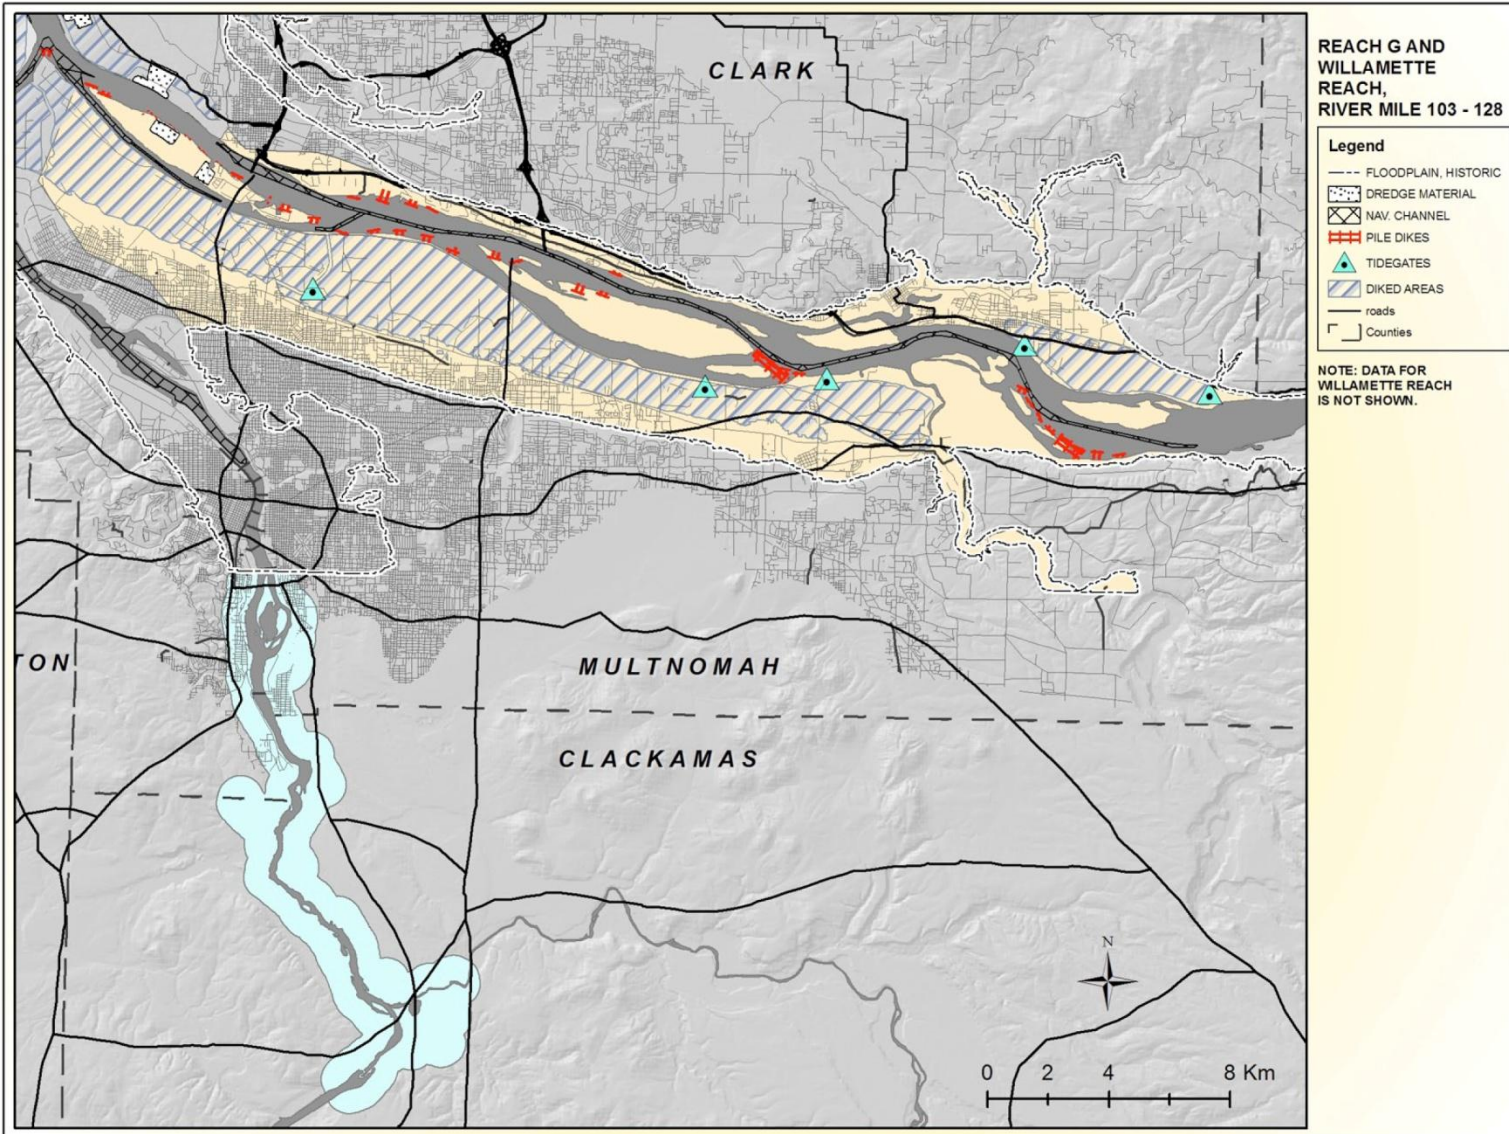 REACH G AND
WILLAMETTE
REACH,
RIVER MILE 103 - 128
Legend
FLOODPLAIN, HISTORIC
DREDGE MATERIAL
NAV. CHANNEL
PILE DIKES
TIDEGATES
DIKED AREAS
roads
Counties
NOTE: DATA FOR
WILLAMETTE REACH
IS NOT SHOWN.
CLARK
TON
MULTNOMAH
CLACKAMAS
N
0 2 4 8 Km